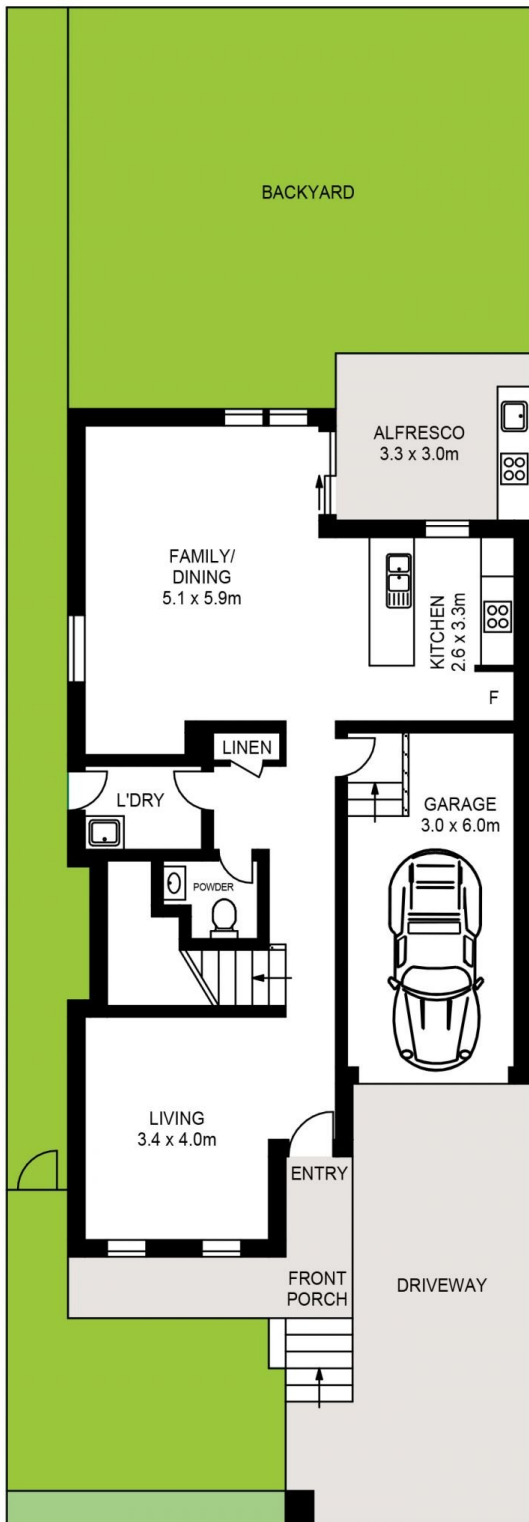 BACKYARD
ALFRESCO
3.3 x 3.0m
FAMILY/
DINING
5.1 x 5.9m
KITCHEN
2.6 x 3.3m
F
LINEN
L'DRY
GARAGE
3.0 x 6.0m
POWDER
LIVING
3.4 x 4.0m
ENTRY
FRONT
PORCH
DRIVEWAY